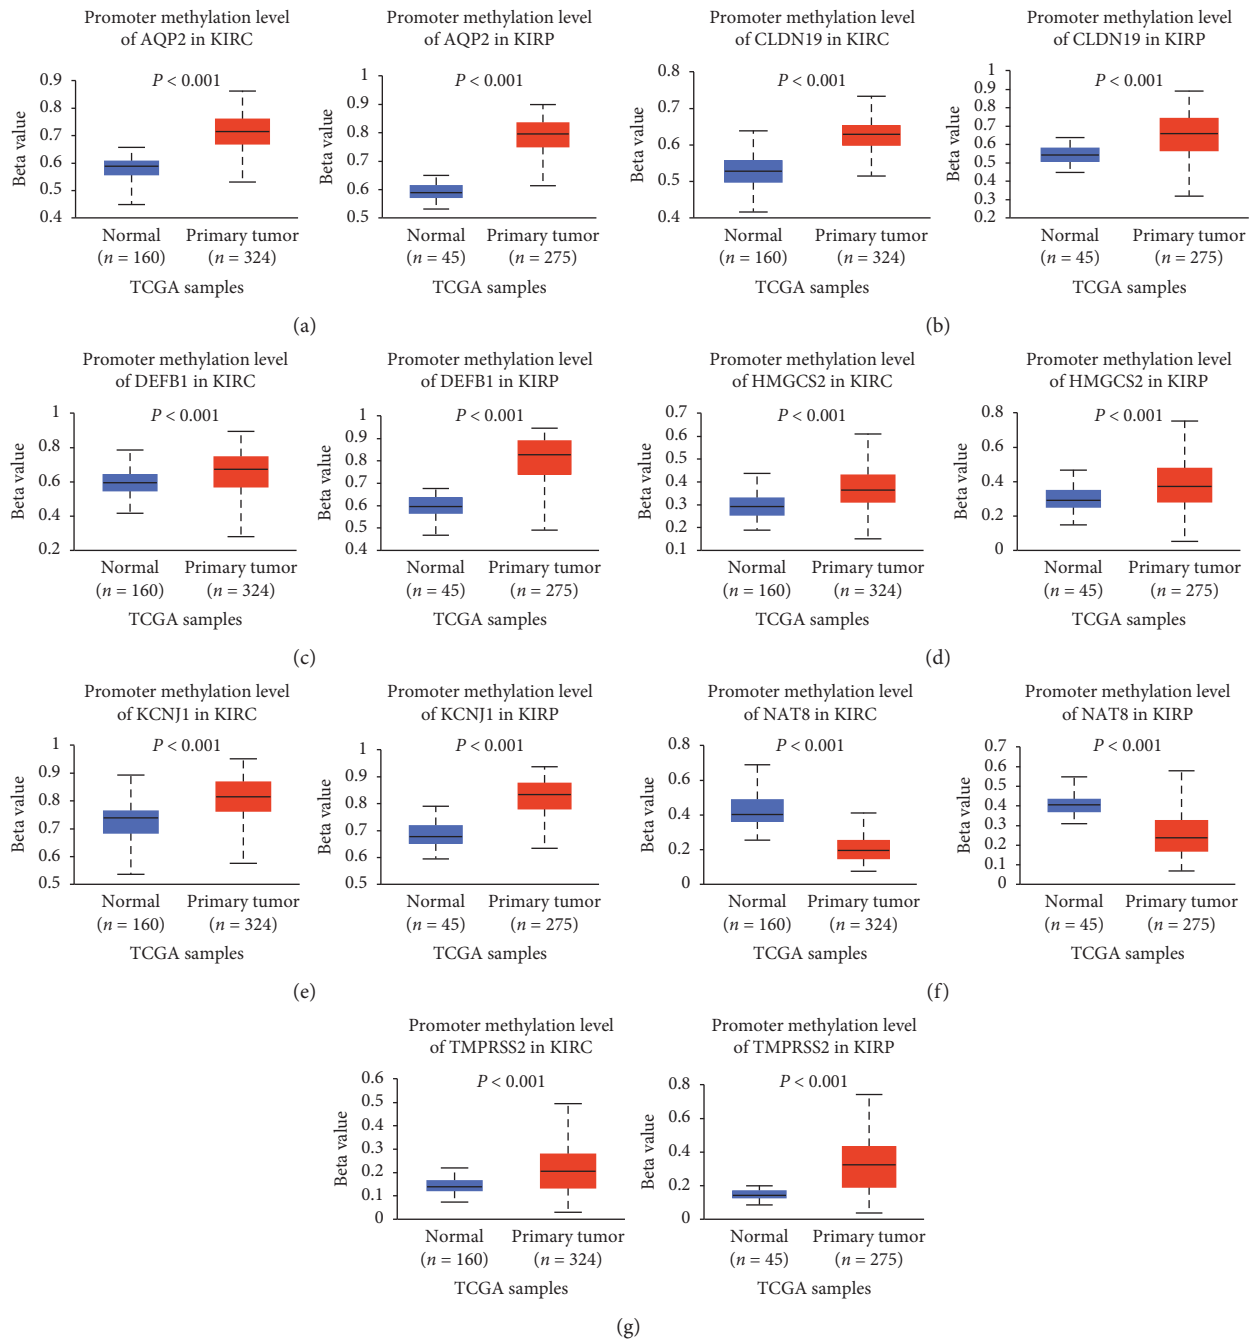 Promoter methylation level
of AQP2 in KIRC
P < 0.001
Beta value
0.9
0.8
0.7
0.6
0.5
0.4
Normal
(n = 160)
Primary tumor
(n = 324)
TCGA samples
Promoter methylation level
of AQP2 in KIRP
P < 0.001
Beta value
1
0.9
0.8
0.7
0.6
0.5
Normal
(n = 45)
Primary tumor
(n = 275)
TCGA samples
(a)
Promoter methylation level
of CLDN19 in KIRC
P < 0.001
Beta value
0.8
0.7
0.6
0.5
0.4
Normal
(n = 160)
Primary tumor
(n = 324)
TCGA samples
Promoter methylation level
of CLDN19 in KIRP
P < 0.001
Beta value
1
0.9
0.8
0.7
0.6
0.5
0.4
0.3
0.2
Normal
(n = 45)
Primary tumor
(n = 275)
TCGA samples
(b)
Promoter methylation level
of DEFB1 in KIRC
P < 0.001
Beta value
1
0.8
0.6
0.4
0.2
Normal
(n = 160)
Primary tumor
(n = 324)
TCGA samples
Promoter methylation level
of DEFB1 in KIRP
P < 0.001
Beta value
1
0.9
0.8
0.7
0.6
0.5
0.4
Normal
(n = 45)
Primary tumor
(n = 275)
TCGA samples
(c)
Promoter methylation level
of HMGCS2 in KIRC
P < 0.001
Beta value
0.7
0.6
0.5
0.4
0.3
0.2
0.1
Normal
(n = 160)
Primary tumor
(n = 324)
TCGA samples
Promoter methylation level
of HMGCS2 in KIRP
P < 0.001
Beta value
0.8
0.6
0.4
0.2
0
Normal
(n = 45)
Primary tumor
(n = 275)
TCGA samples
(d)
Promoter methylation level
of KCNJ1 in KIRC
P < 0.001
Beta value
1
0.9
0.8
0.7
0.6
0.5
Normal
(n = 160)
Primary tumor
(n = 324)
TCGA samples
Promoter methylation level
of KCNJ1 in KIRP
P < 0.001
Beta value
1
0.9
0.8
0.7
0.6
0.5
Normal
(n = 45)
Primary tumor
(n = 275)
TCGA samples
(e)
Promoter methylation level
of NAT8 in KIRC
P < 0.001
Beta value
0.8
0.6
0.4
0.2
0
Normal
(n = 160)
Primary tumor
(n = 324)
TCGA samples
Promoter methylation level
of NAT8 in KIRP
P < 0.001
Beta value
0.7
0.6
0.5
0.4
0.3
0.2
0.1
0
Normal
(n = 45)
Primary tumor
(n = 275)
TCGA samples
(f)
Promoter methylation level
of TMPRSS2 in KIRC
P < 0.001
Beta value
0.6
0.5
0.4
0.3
0.2
0.1
0
Normal
(n = 160)
Primary tumor
(n = 324)
TCGA samples
Promoter methylation level
of TMPRSS2 in KIRP
P < 0.001
Beta value
0.8
0.6
0.4
0.2
0
Normal
(n = 45)
Primary tumor
(n = 275)
TCGA samples
(g)